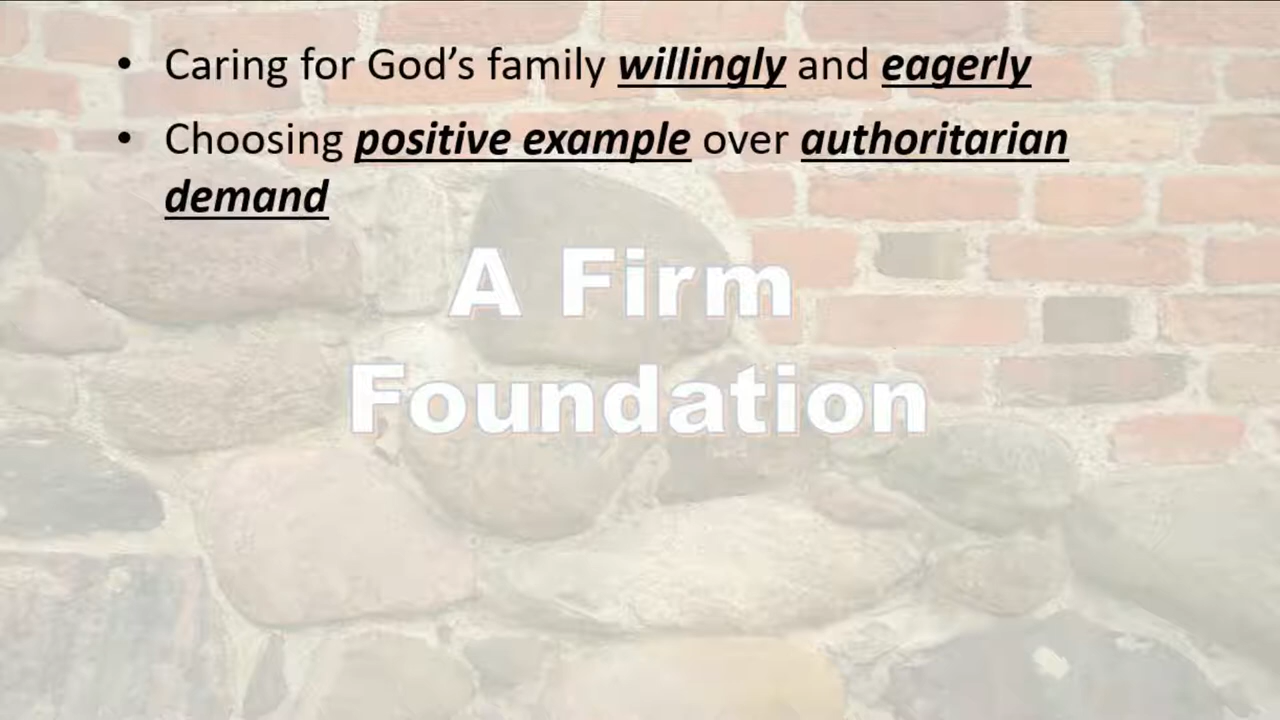 • Caring for God’s family willingly and eagerly
• Choosing positive example over authoritarian
demand
A Firm
Foundation